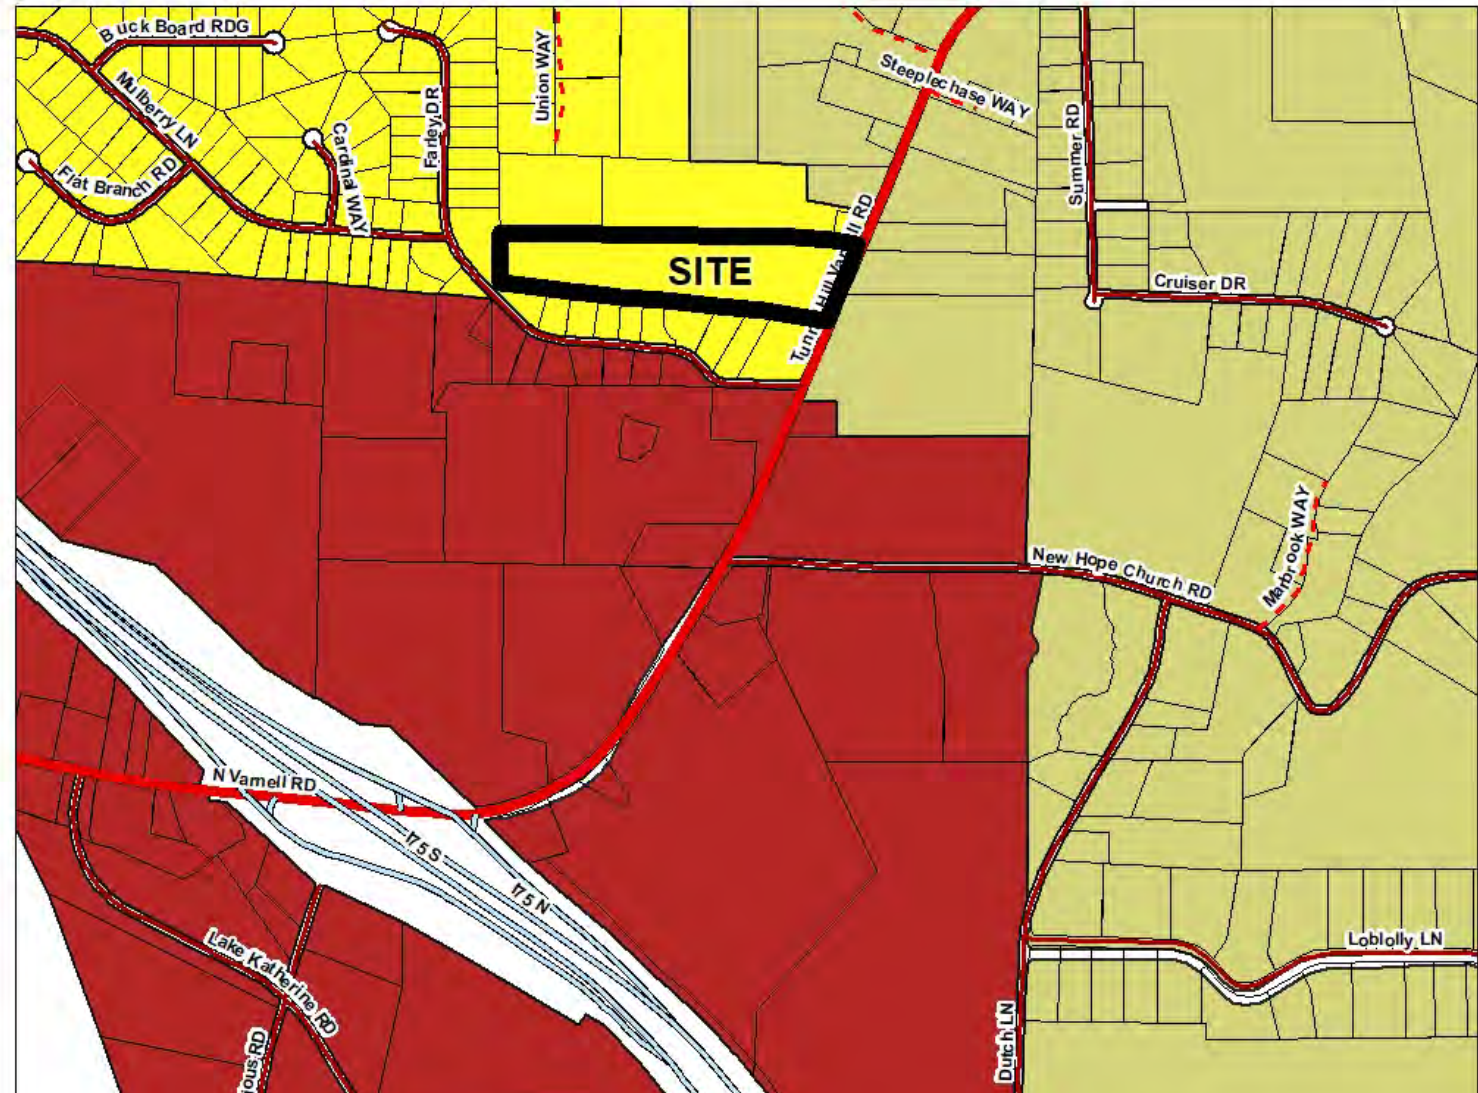 Buck Board RDG
Union WAY
Steeplechase WAY
Mulberry LN
Farley DR
Cardinal WAY
Summer RD
Flat Branch RD
SITE
Cruiser DR
New Hope Church RD
Marbrook WAY
N Varnell RD
I75 S
I75 N
Lake Katherine RD
Loblolly LN
Dutch LN